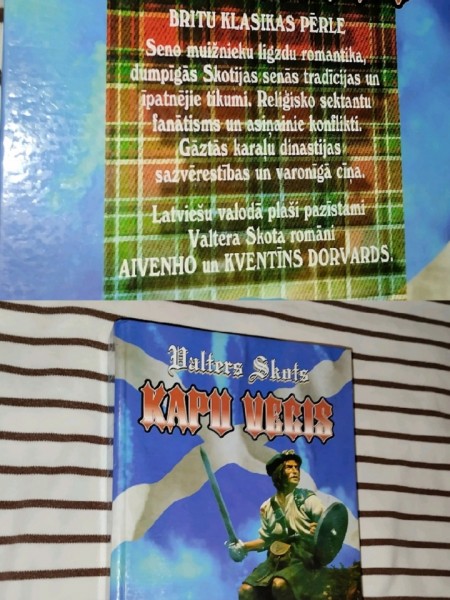 BRITU KLASIKAS PĒRLE
Seno muižnieku ligzdu romantika,
dumpīgās Skotijas senās tradīcijas un
īpatnējie tikumi. Reliģisko sektantu
fanātisms un asiņainie konflikti.
Gāztās karaļu dinastijas
sazvērestības un varonīgā cīņa.
Latviešu valodā plaši pazīstami
Valtera Skota romāni
AIVENHO un KVENTĪNS DORVARDS.
Valters Skots
KAPU VECIS